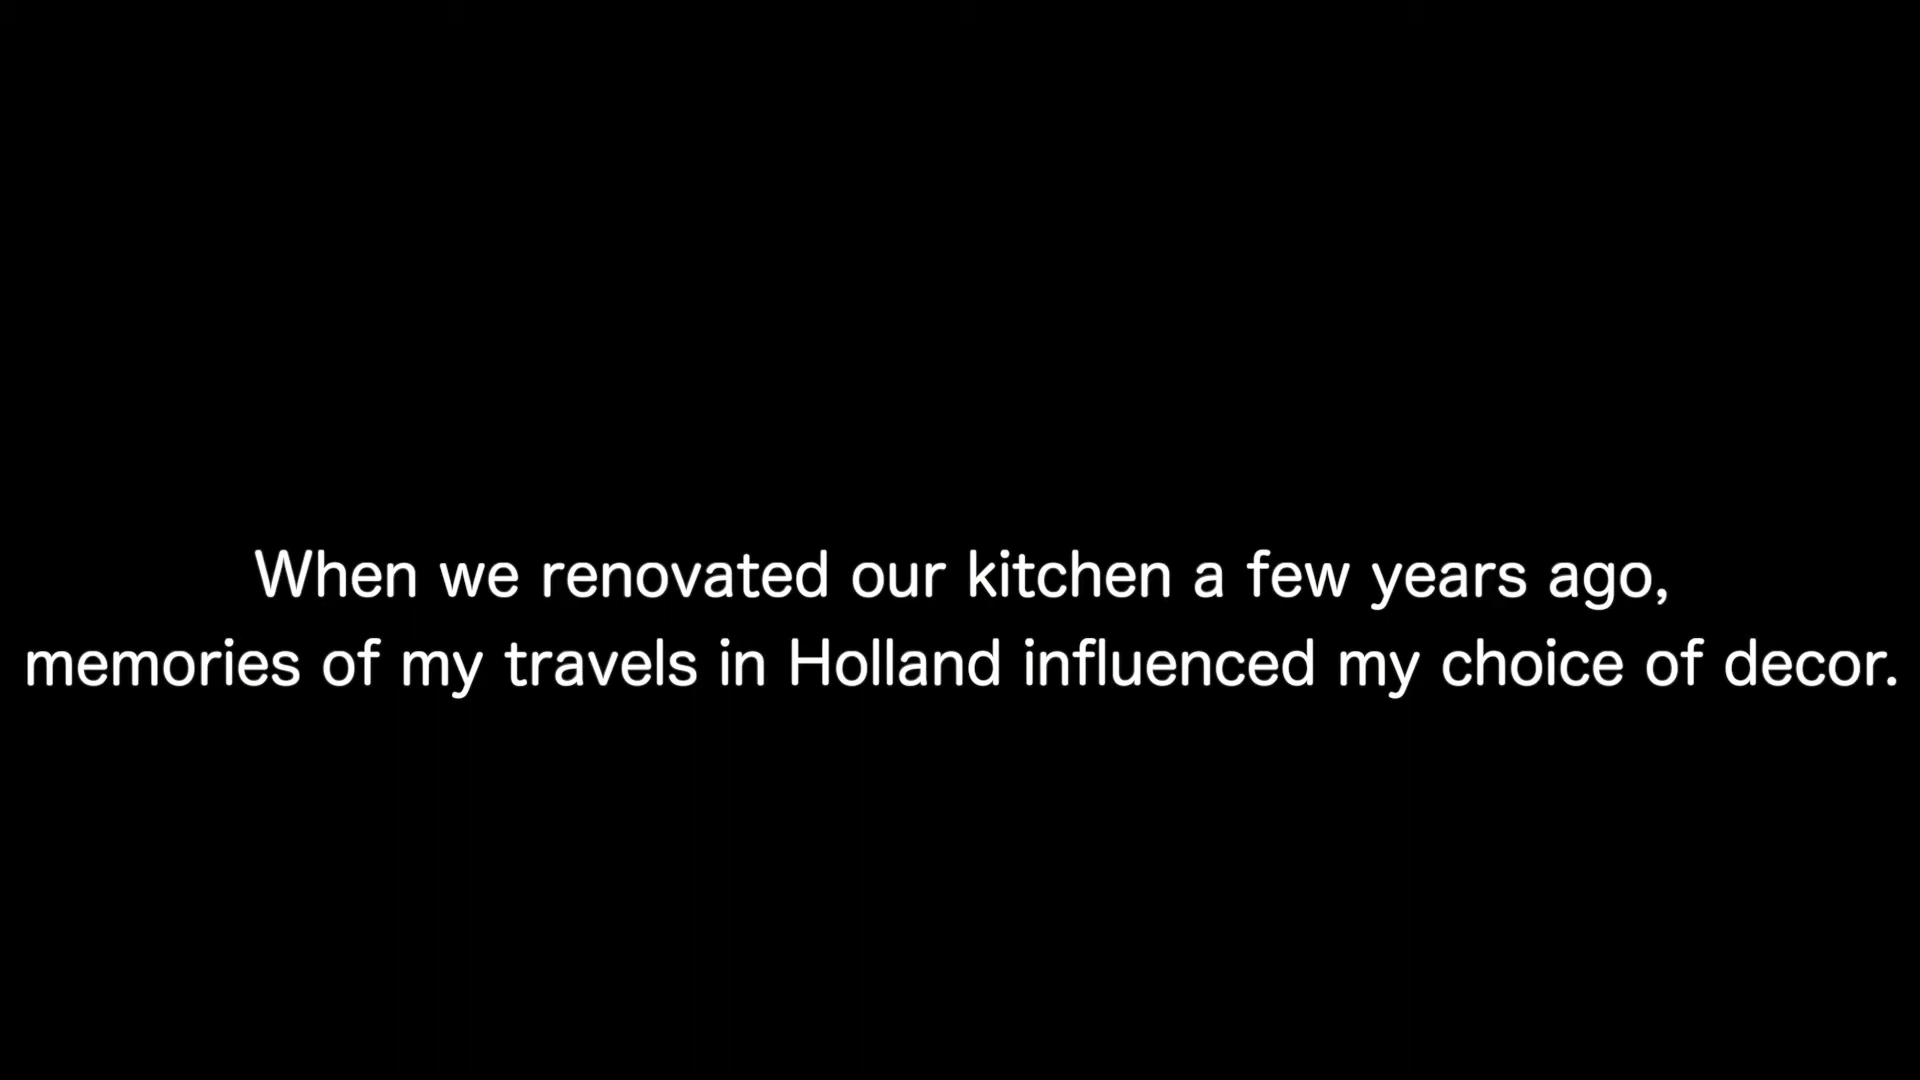 When we renovated our kitchen a few years ago,
memories of my travels in Holland influenced my choice of decor.